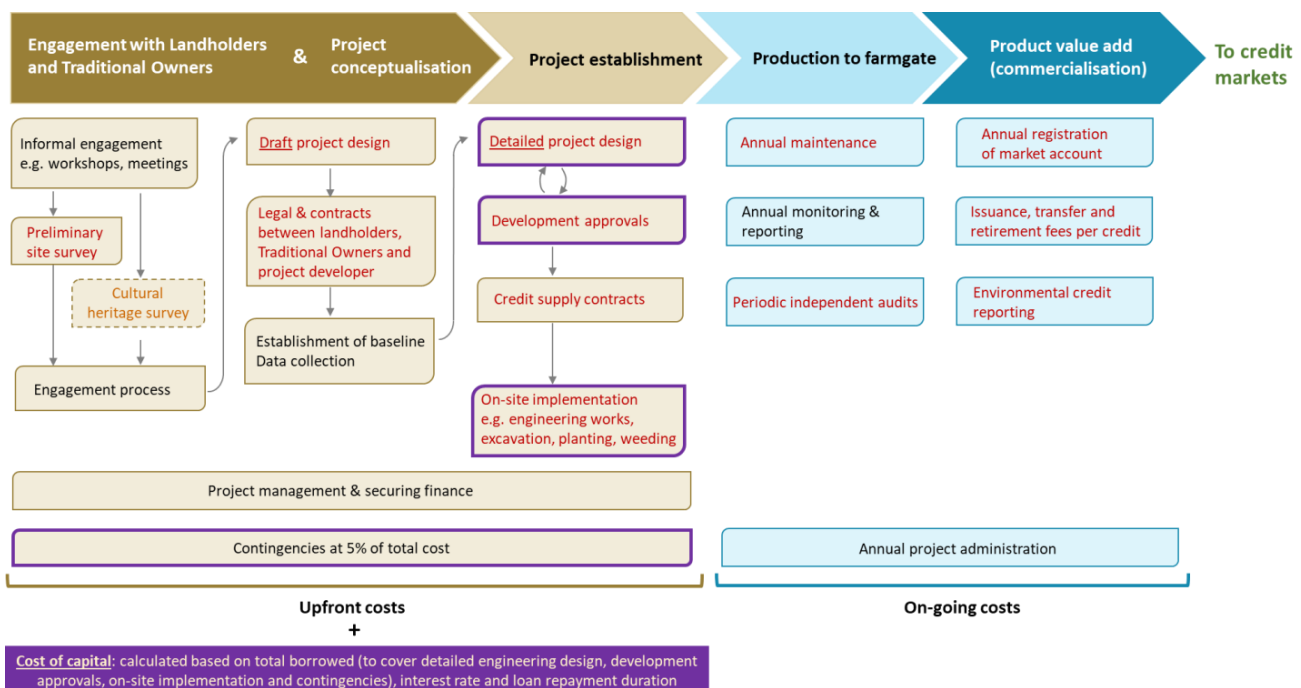 Engagement with Landholders
and Traditional Owners
&
Project
conceptualisation
Project establishment
Production to farmgate
Product value add
(commercialisation)
To credit
markets
Informal engagement
e.g. workshops, meetings
Preliminary
site survey
Cultural
heritage survey
Engagement process
Draft project design
Legal & contracts
between landholders,
Traditional Owners and
project developer
Establishment of baseline
Data collection
Detailed project design
Development approvals
Credit supply contracts
On-site implementation
e.g. engineering works,
excavation, planting, weeding
Annual maintenance
Annual monitoring &
reporting
Periodic independent audits
Annual registration
of market account
Issuance, transfer and
retirement fees per credit
Environmental credit
reporting
Project management & securing finance
Contingencies at 5% of total cost
Annual project administration
Upfront costs
+
On-going costs
Cost of capital: calculated based on total borrowed (to cover detailed engineering design, development
approvals, on-site implementation and contingencies), interest rate and loan repayment duration